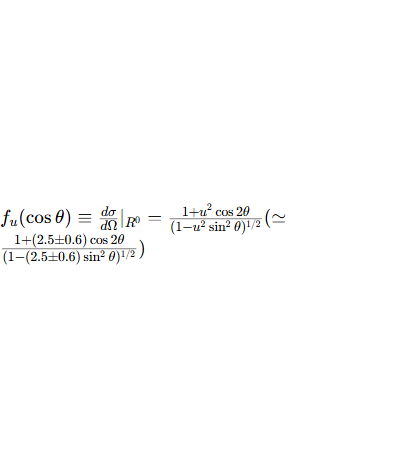 $f_u(\cos\theta) \equiv \frac{d\sigma}{d\Omega}|_{R^0} = \frac{1+u^2\cos 2\theta}{(1-u^2\sin^2\theta)^{1/2}} (\simeq$
$\frac{1+(2.5\pm0.6)\cos 2\theta}{(1-(2.5\pm0.6)\sin^2\theta)^{1/2}})$